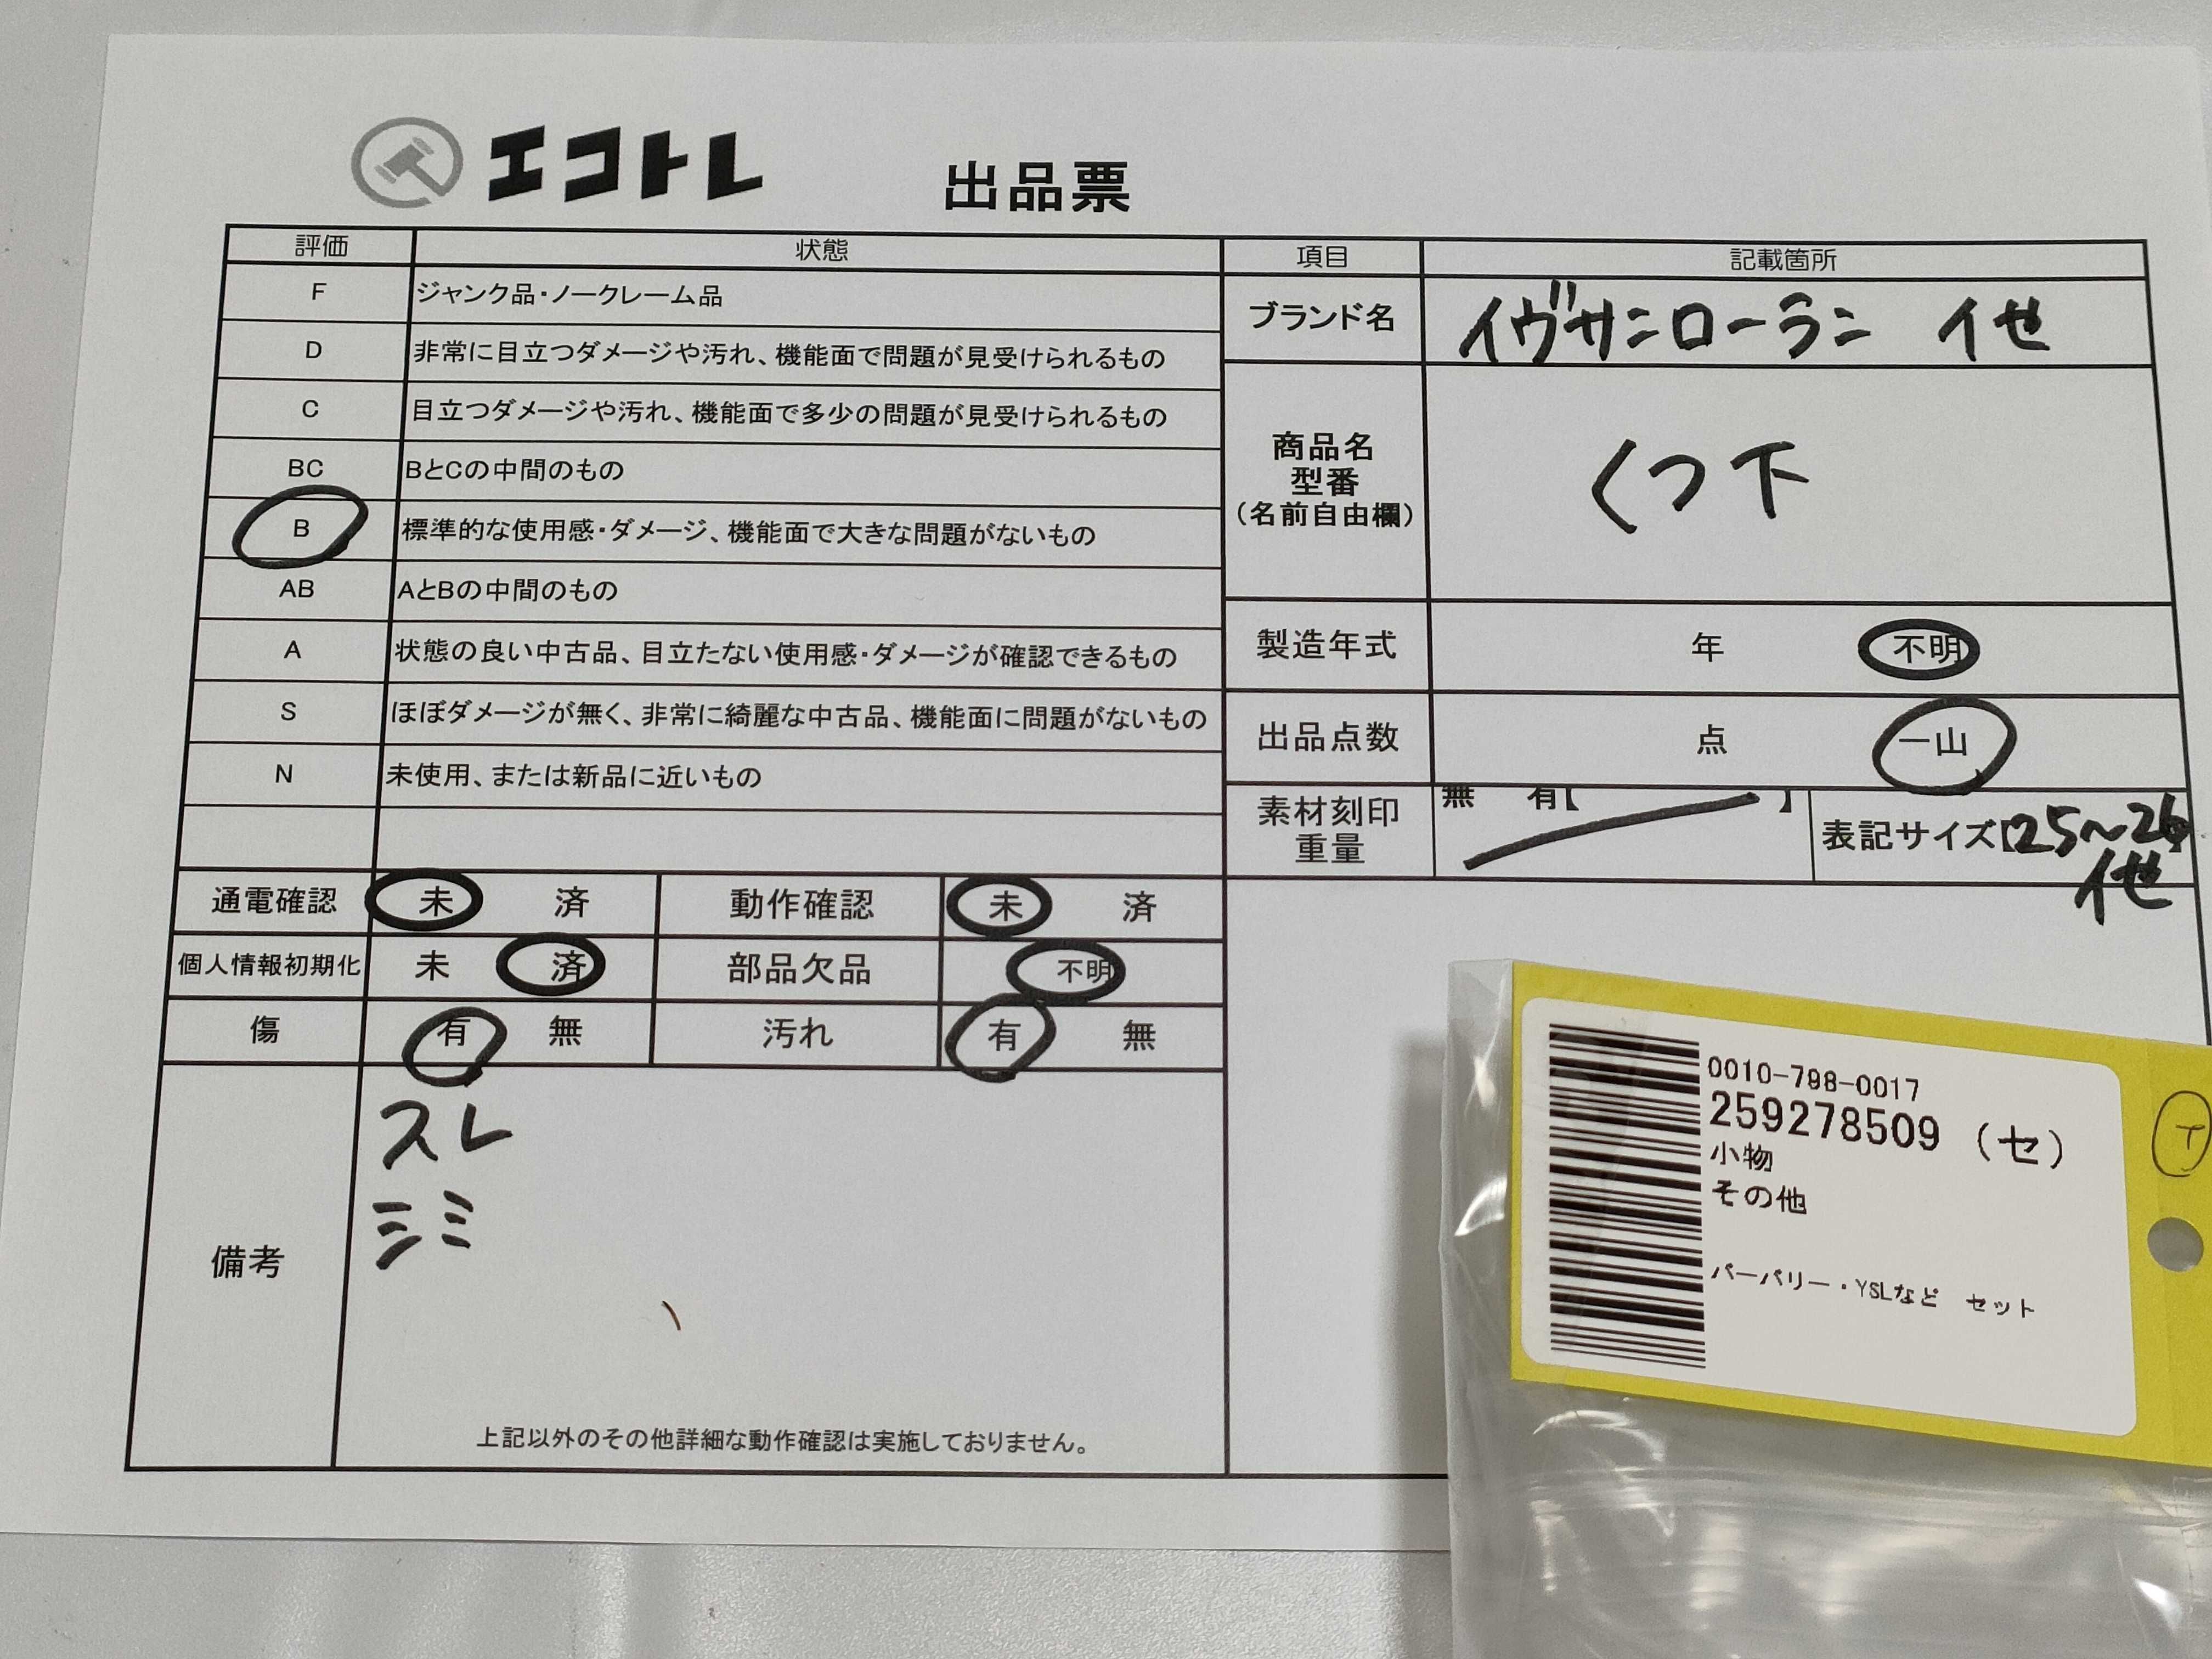 エコトレ
出品票
評価 状態
F ジャンク品・ノークレーム品
D 非常に目立つダメージや汚れ、機能面で問題が見受けられるもの
C 目立つダメージや汚れ、機能面で多少の問題が見受けられるもの
BC BとCの中間のもの
B 標準的な使用感・ダメージ、機能面で大きな問題がないもの
AB AとBの中間のもの
A 状態の良い中古品、目立たない使用感・ダメージが確認できるもの
S ほぼダメージが無く、非常に綺麗な中古品、機能面に問題がないもの
N 未使用、または新品に近いもの
通電確認 未 済 動作確認 未 済
個人情報初期化 未 済 部品欠品 不明
傷 有 無 汚れ 有 無
備考
スレ
シミ
上記以外のその他詳細な動作確認は実施しておりません。
項目 記載箇所
ブランド名 イヴサンローラン 他
商品名
型番
(名前自由欄)
くつ下
製造年式 年 不明
出品点数 点 一山
素材刻印
重量
無 有【 】
表記サイズ【25~26】
他
0010-798-0017
259278509 (セ)
小物
その他
バーバリー・YSLなど セット
イ